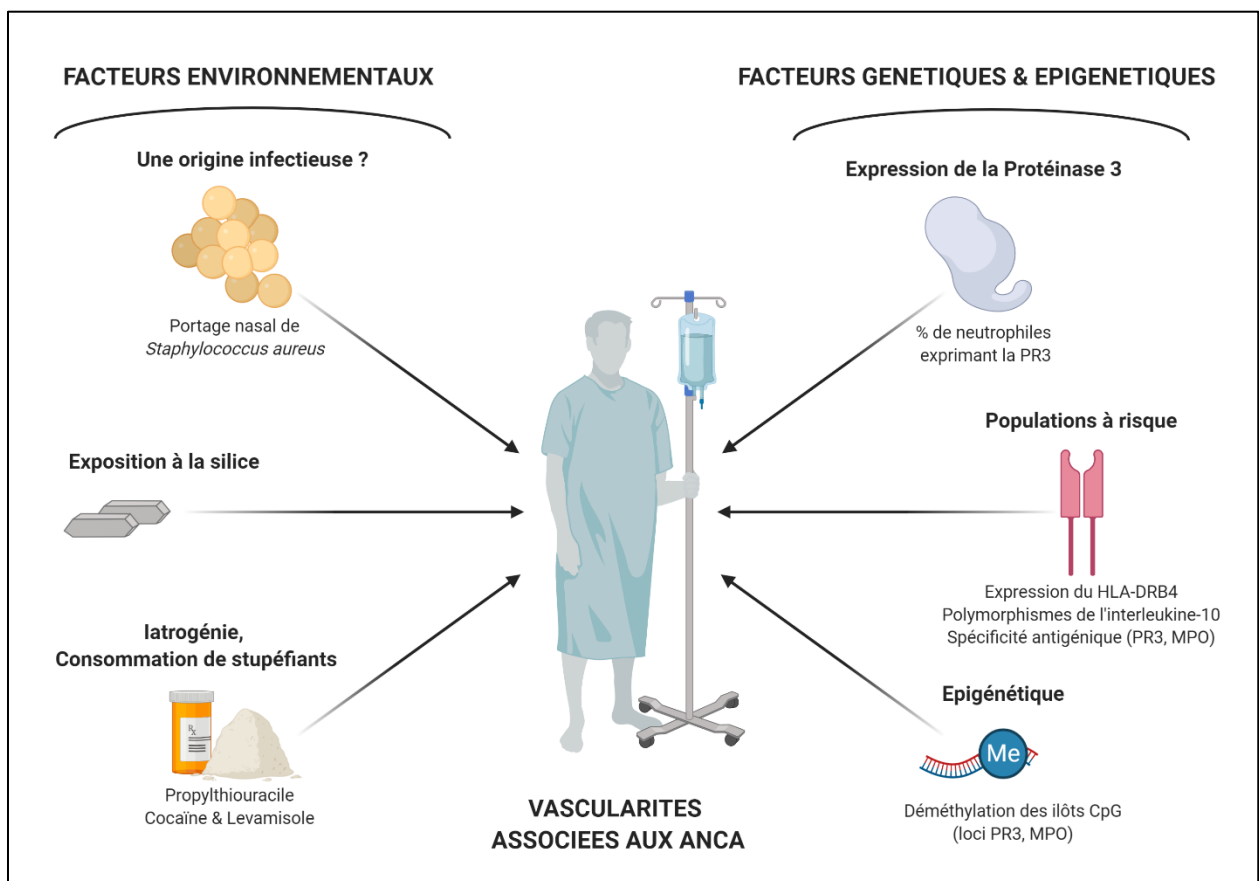 FACTEURS ENVIRONNEMENTAUX
Une origine infectieuse ?
Portage nasal de
Staphylococcus aureus
Exposition à la silice
Iatrogénie,
Consommation de stupéfiants
Rx
Propylthiouracile
Cocaïne & Levamisole
FACTEURS GENETIQUES & EPIGENETIQUES
Expression de la Protéinase 3
% de neutrophiles
exprimant la PR3
Populations à risque
Expression du HLA-DRB4
Polymorphismes de l'interleukine-10
Spécificité antigénique (PR3, MPO)
Epigénétique
Me
Déméthylation des ilôts CpG
(loci PR3, MPO)
VASCULARITES
ASSOCIEES AUX ANCA